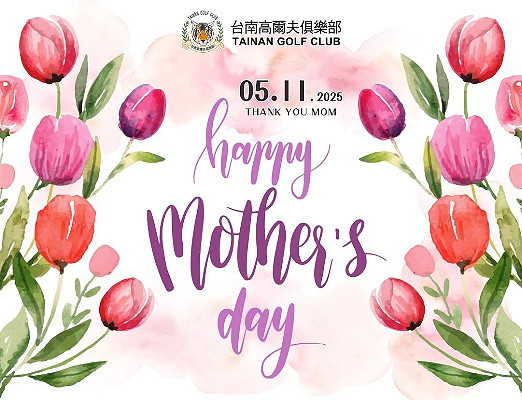 台南高爾夫俱樂部
TAINAN GOLF CLUB
05.11.2025
THANK YOU MOM
happy
Mother's
day